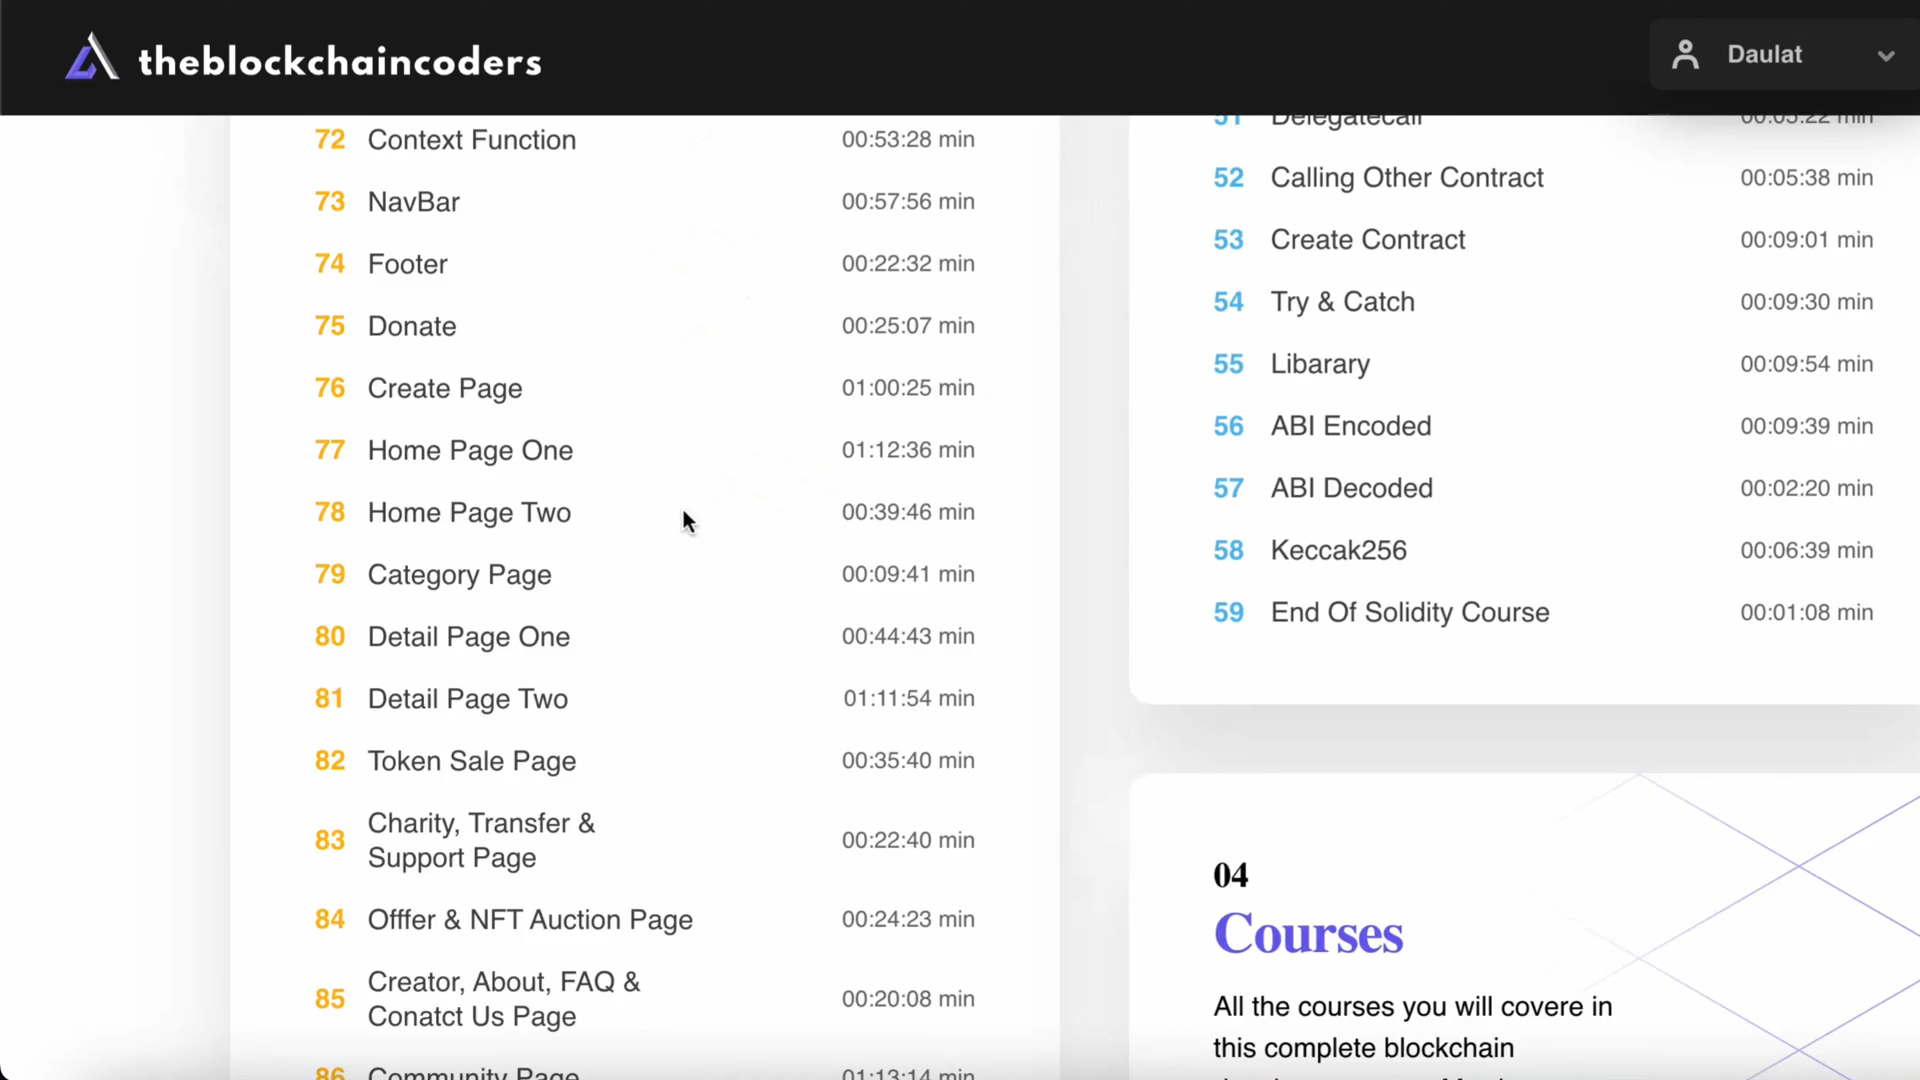 theblockchaincoders
Daulat
72 Context Function 00:53:28 min
73 NavBar 00:57:56 min
74 Footer 00:22:32 min
75 Donate 00:25:07 min
76 Create Page 01:00:25 min
77 Home Page One 01:12:36 min
78 Home Page Two 00:39:46 min
79 Category Page 00:09:41 min
80 Detail Page One 00:44:43 min
81 Detail Page Two 01:11:54 min
82 Token Sale Page 00:35:40 min
83 Charity, Transfer & 00:22:40 min
Support Page
84 Offfer & NFT Auction Page 00:24:23 min
85 Creator, About, FAQ & 00:20:08 min
Conatct Us Page
86 Community Page 01:13:14 min
51 Delegatecall 00:05:22 min
52 Calling Other Contract 00:05:38 min
53 Create Contract 00:09:01 min
54 Try & Catch 00:09:30 min
55 Libarary 00:09:54 min
56 ABI Encoded 00:09:39 min
57 ABI Decoded 00:02:20 min
58 Keccak256 00:06:39 min
59 End Of Solidity Course 00:01:08 min
04
Courses
All the courses you will covere in
this complete blockchain